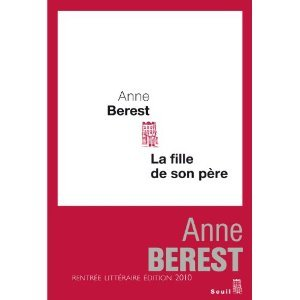 Anne
Berest
La fille
de son père
Anne
BEREST
RENTRÉE LITTÉRAIRE ÉDITION 2010
Seuil